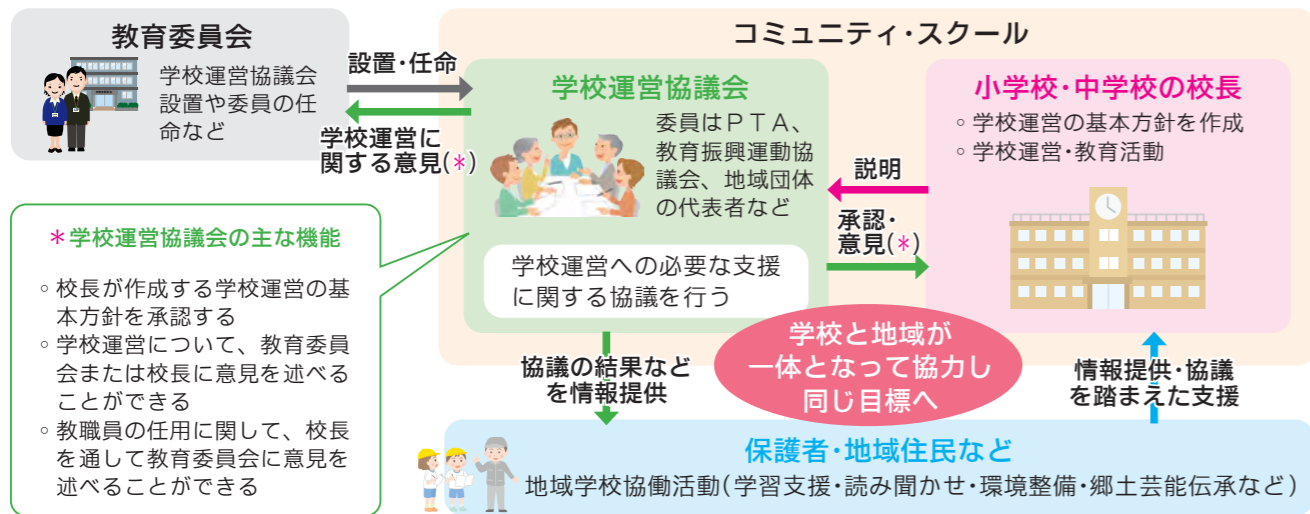 教育委員会
学校運営協議会
設置や委員の任
命など
設置・任命
学校運営に
関する意見(*)
コミュニティ・スクール
学校運営協議会
委員はPTA、
教育振興運動協
議会、地域団体
の代表者など
学校運営への必要な支援
に関する協議を行う
説明
承認・
意見(*)
小学校・中学校の校長
◦ 学校運営の基本方針を作成
◦ 学校運営・教育活動
*学校運営協議会の主な機能
◦ 校長が作成する学校運営の基
本方針を承認する
◦ 学校運営について、教育委員
会または校長に意見を述べる
ことができる
◦ 教職員の任用に関して、校長
を通して教育委員会に意見を
述べることができる
協議の結果など
を情報提供
学校と地域が
一体となって協力し
同じ目標へ
情報提供・協議
を踏まえた支援
保護者・地域住民など
地域学校協働活動(学習支援・読み聞かせ・環境整備・郷土芸能伝承など)